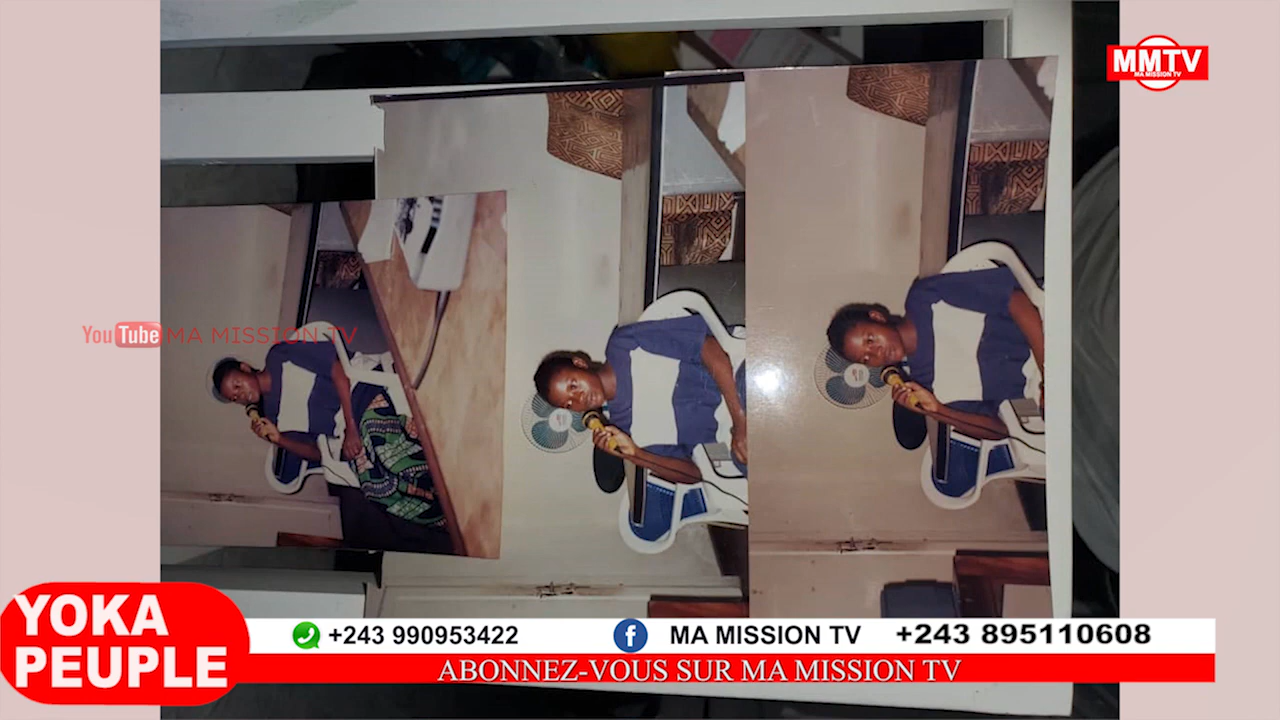 MMTV
MA MISSION TV
YouTube MA MISSION TV
YOKA
PEUPLE
+243 990953422
MA MISSION TV
+243 895110608
ABONNEZ-VOUS SUR MA MISSION TV